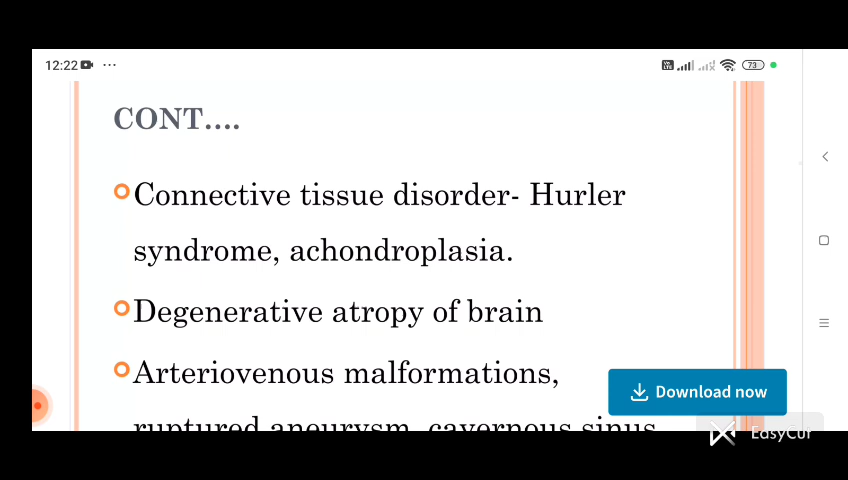 12:22
73
CONT....
Connective tissue disorder- Hurler
syndrome, achondroplasia.
Degenerative atropy of brain
Arteriovenous malformations,
ruptured aneurysm, cavernous sinus
Download now
EasyCut